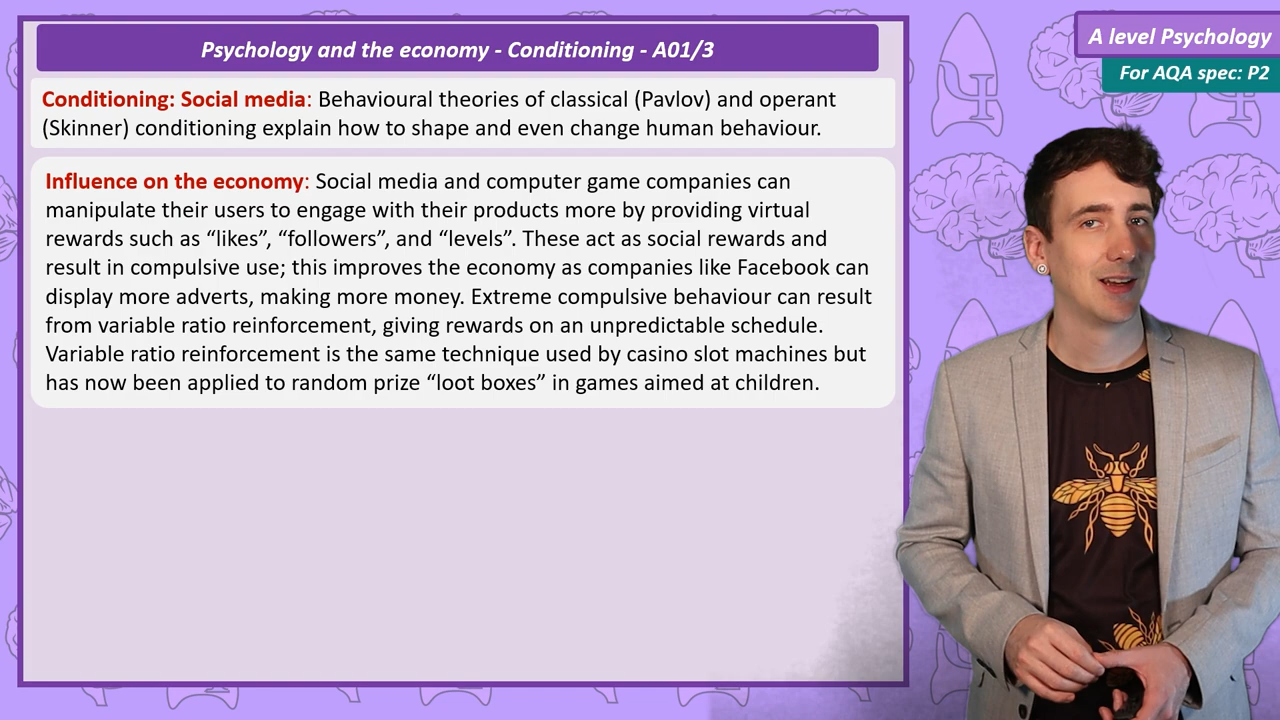 Psychology and the economy - Conditioning - A01/3
A level Psychology
For AQA spec: P2
Conditioning: Social media: Behavioural theories of classical (Pavlov) and operant
(Skinner) conditioning explain how to shape and even change human behaviour.
Influence on the economy: Social media and computer game companies can
manipulate their users to engage with their products more by providing virtual
rewards such as “likes”, “followers”, and “levels”. These act as social rewards and
result in compulsive use; this improves the economy as companies like Facebook can
display more adverts, making more money. Extreme compulsive behaviour can result
from variable ratio reinforcement, giving rewards on an unpredictable schedule.
Variable ratio reinforcement is the same technique used by casino slot machines but
has now been applied to random prize “loot boxes” in games aimed at children.